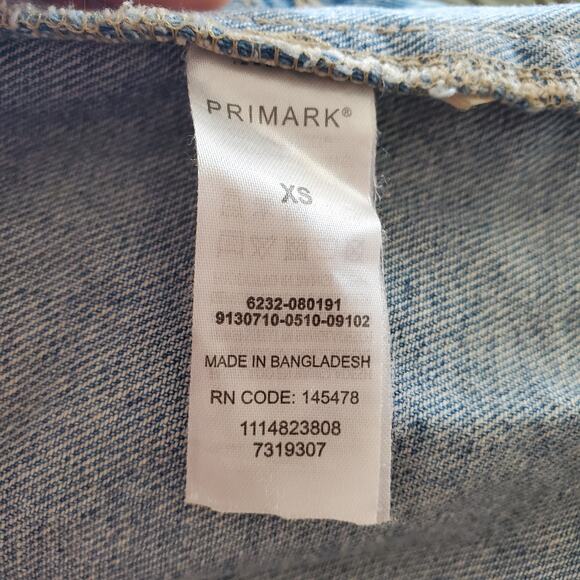 PRIMARK®
XS
6232-080191
9130710-0510-09102
MADE IN BANGLADESH
RN CODE: 145478
1114823808
7319307